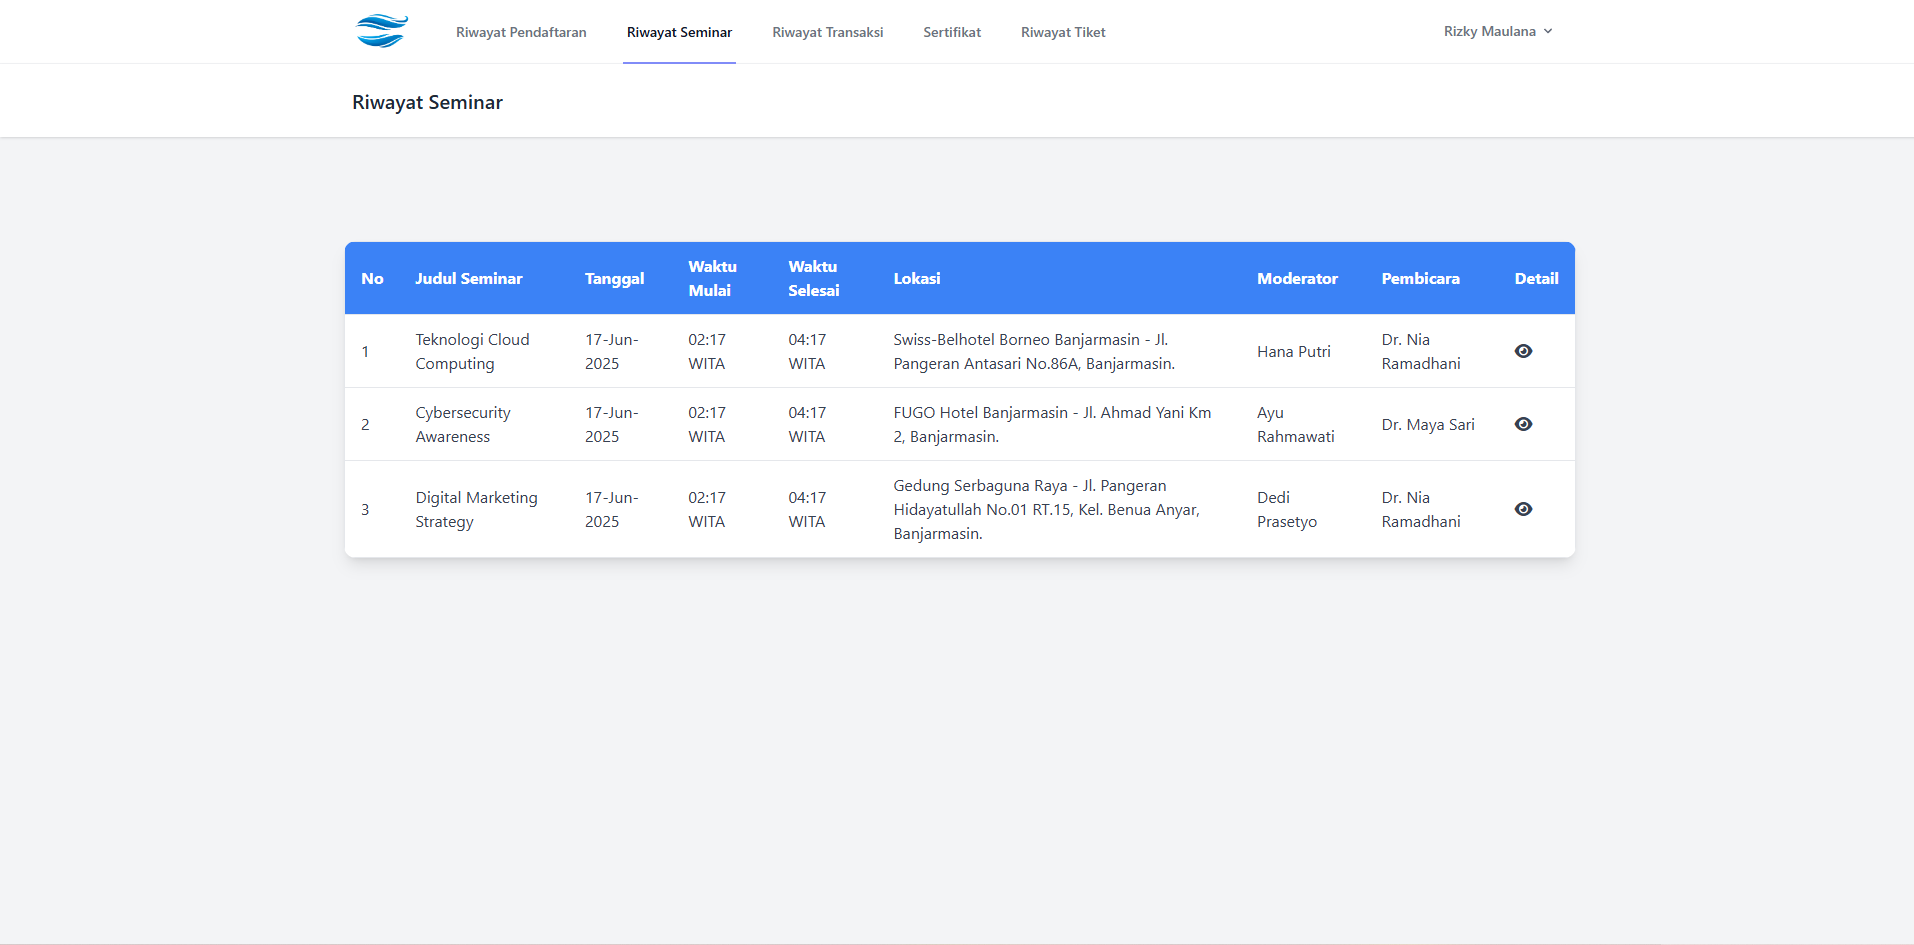 Riwayat Pendaftaran Riwayat Seminar Riwayat Transaksi Sertifikat Riwayat Tiket Rizky Maulana
Riwayat Seminar
No Judul Seminar Tanggal Waktu Mulai Waktu Selesai Lokasi Moderator Pembicara Detail
1 Teknologi Cloud Computing 17-Jun-2025 02:17 WITA 04:17 WITA Swiss-Belhotel Borneo Banjarmasin - Jl. Pangeran Antasari No.86A, Banjarmasin. Hana Putri Dr. Nia Ramadhani
2 Cybersecurity Awareness 17-Jun-2025 02:17 WITA 04:17 WITA FUGO Hotel Banjarmasin - Jl. Ahmad Yani Km 2, Banjarmasin. Ayu Rahmawati Dr. Maya Sari
3 Digital Marketing Strategy 17-Jun-2025 02:17 WITA 04:17 WITA Gedung Serbaguna Raya - Jl. Pangeran Hidayatullah No.01 RT.15, Kel. Benua Anyar, Banjarmasin. Dedi Prasetyo Dr. Nia Ramadhani